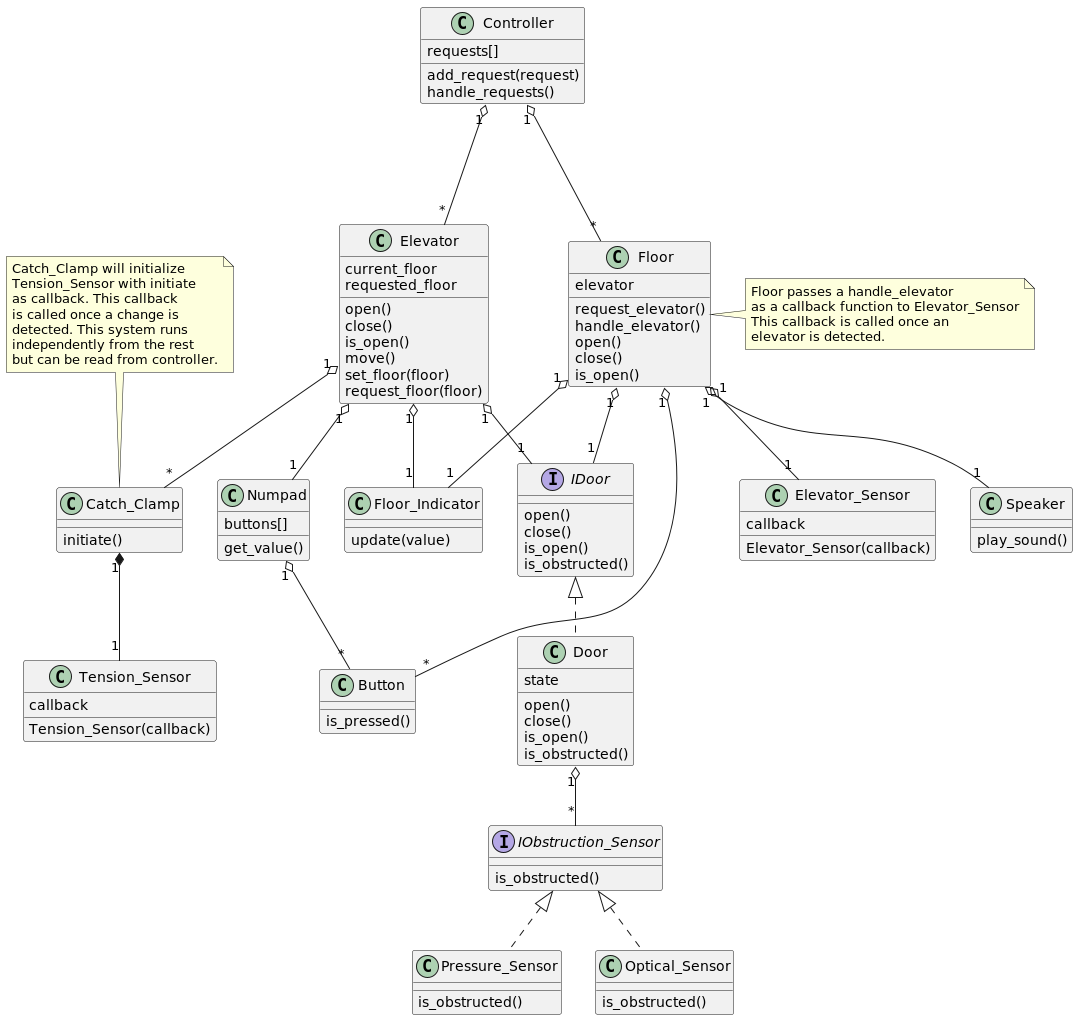 C Controller
requests[]
add_request(request)
handle_requests()
1
1
*
*
C Elevator
current_floor
requested_floor
open()
close()
is_open()
move()
set_floor(floor)
request_floor(floor)
C Floor
elevator
request_elevator()
handle_elevator()
open()
close()
is_open()
Catch_Clamp will initialize
Tension_Sensor with initiate
as callback. This callback
is called once a change is
detected. This system runs
independently from the rest
but can be read from controller.
Floor passes a handle_elevator
as a callback function to Elevator_Sensor
This callback is called once an
elevator is detected.
1
1
1
1
1
1
1
1
1
*
1
1
1
1
1
1
1
C Catch_Clamp
initiate()
C Numpad
buttons[]
get_value()
C Floor_Indicator
update(value)
I IDoor
open()
close()
is_open()
is_obstructed()
C Elevator_Sensor
callback
Elevator_Sensor(callback)
C Speaker
play_sound()
1
1
1
*
*
C Tension_Sensor
callback
Tension_Sensor(callback)
C Button
is_pressed()
C Door
state
open()
close()
is_open()
is_obstructed()
1
*
I IObstruction_Sensor
is_obstructed()
C Pressure_Sensor
is_obstructed()
C Optical_Sensor
is_obstructed()